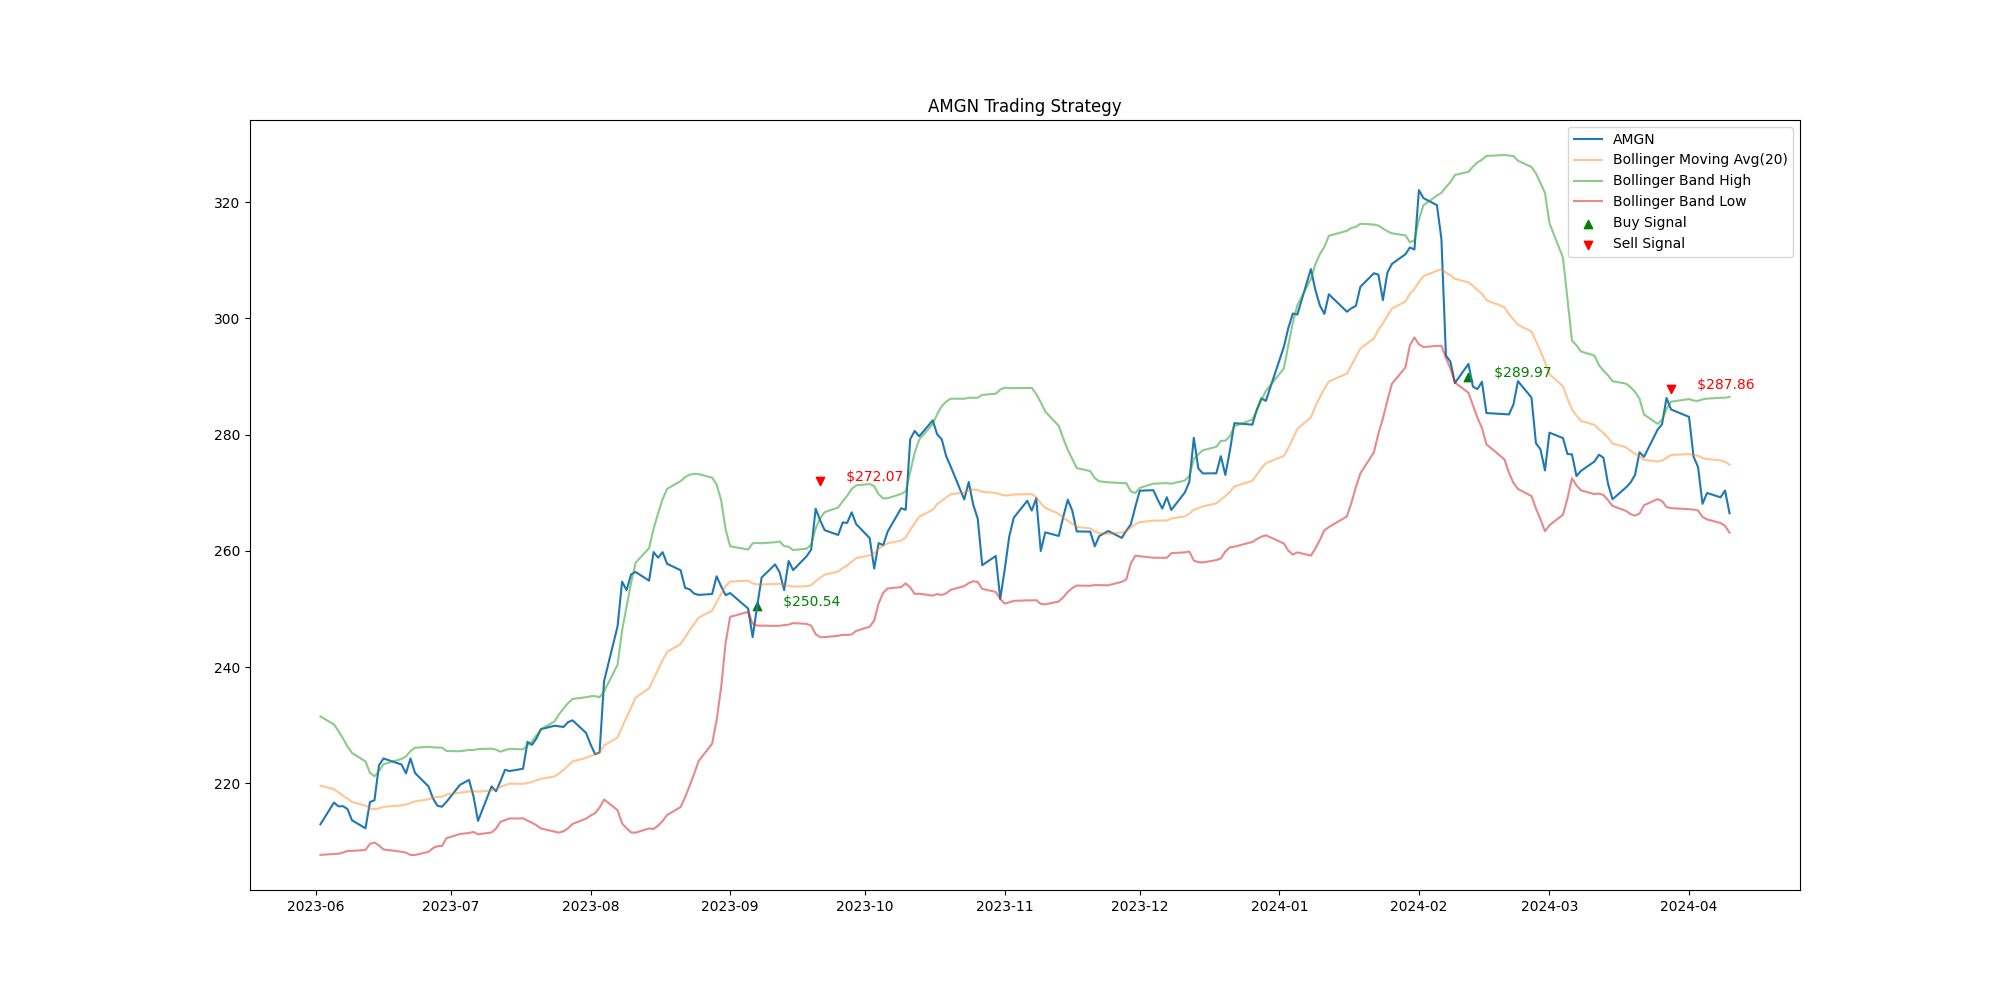 AMGN Trading Strategy
AMGN
Bollinger Moving Avg(20)
Bollinger Band High
Bollinger Band Low
Buy Signal
Sell Signal
320
300
280
260
240
220
$250.54
$272.07
$289.97
$287.86
2023-06 2023-07 2023-08 2023-09 2023-10 2023-11 2023-12 2024-01 2024-02 2024-03 2024-04